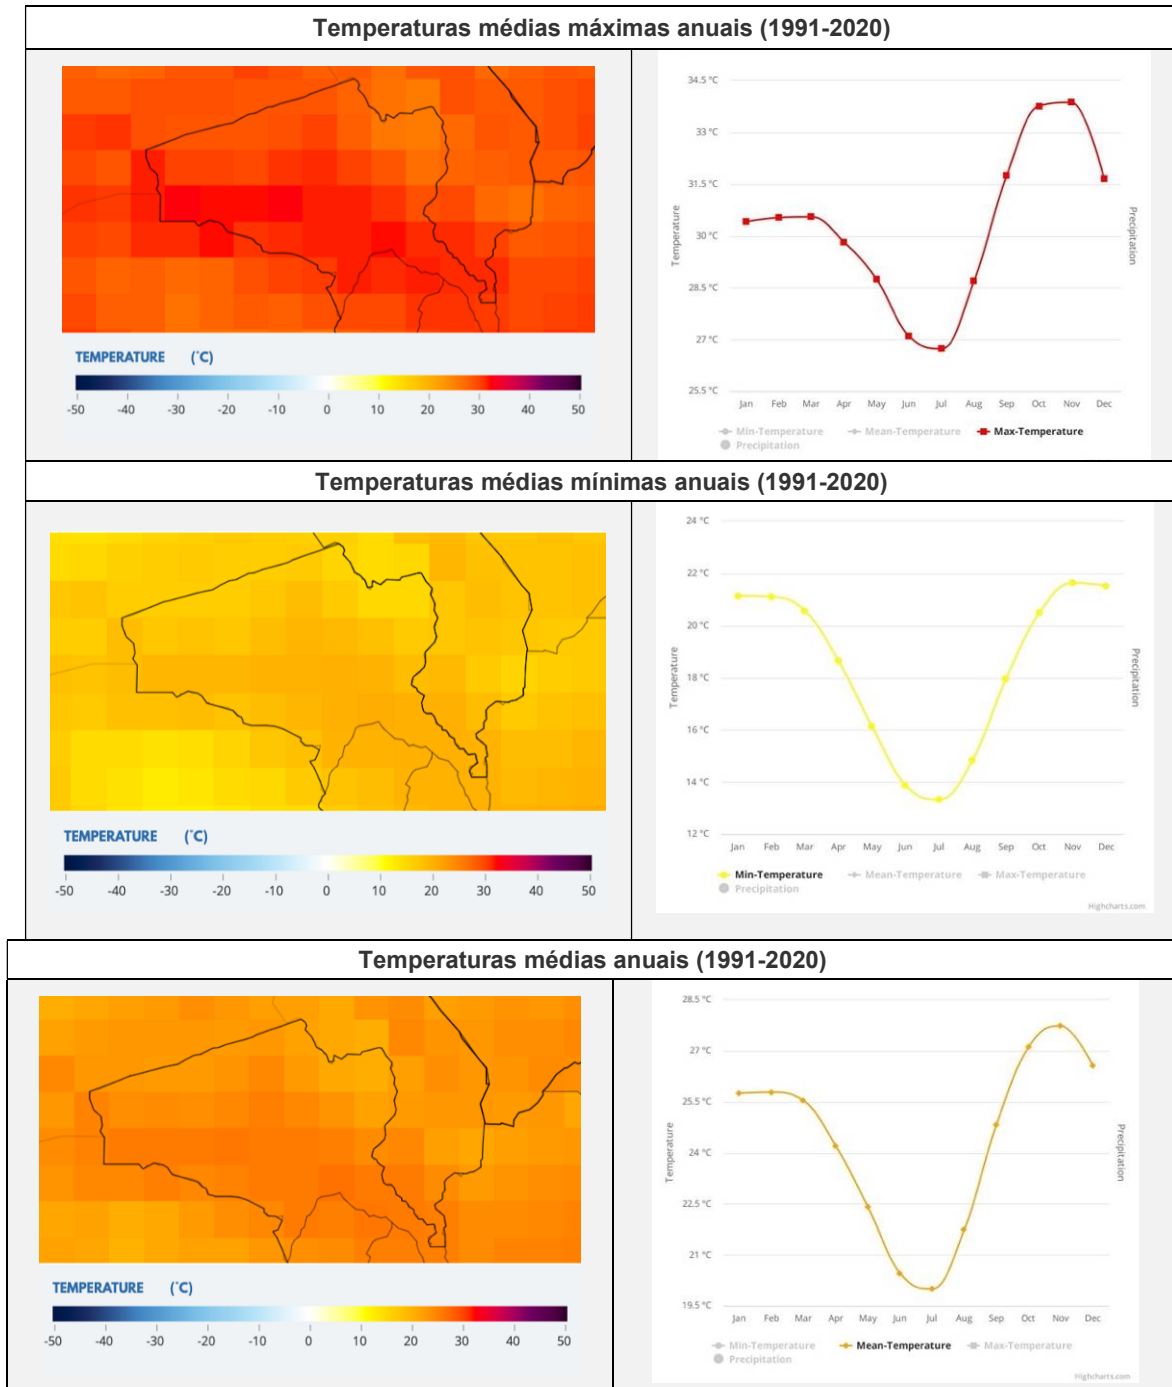 Temperaturas médias máximas anuais (1991-2020)
TEMPERATURE (°C)
-50 -40 -30 -20 -10 0 10 20 30 40 50
34.5 °C
33 °C
31.5 °C
30 °C
28.5 °C
27 °C
25.5 °C
Temperature
Precipitation
Jan Feb Mar Apr May Jun Jul Aug Sep Oct Nov Dec
Min-Temperature Mean-Temperature Max-Temperature
Precipitation
Temperaturas médias mínimas anuais (1991-2020)
TEMPERATURE (°C)
-50 -40 -30 -20 -10 0 10 20 30 40 50
24 °C
22 °C
20 °C
18 °C
16 °C
14 °C
12 °C
Temperature
Precipitation
Jan Feb Mar Apr May Jun Jul Aug Sep Oct Nov Dec
Min-Temperature Mean-Temperature Max-Temperature
Precipitation
Highcharts.com
Temperaturas médias anuais (1991-2020)
TEMPERATURE (°C)
-50 -40 -30 -20 -10 0 10 20 30 40 50
28.5 °C
27 °C
25.5 °C
24 °C
22.5 °C
21 °C
19.5 °C
Temperature
Precipitation
Jan Feb Mar Apr May Jun Jul Aug Sep Oct Nov Dec
Min-Temperature Mean-Temperature Max-Temperature
Precipitation
Highcharts.com